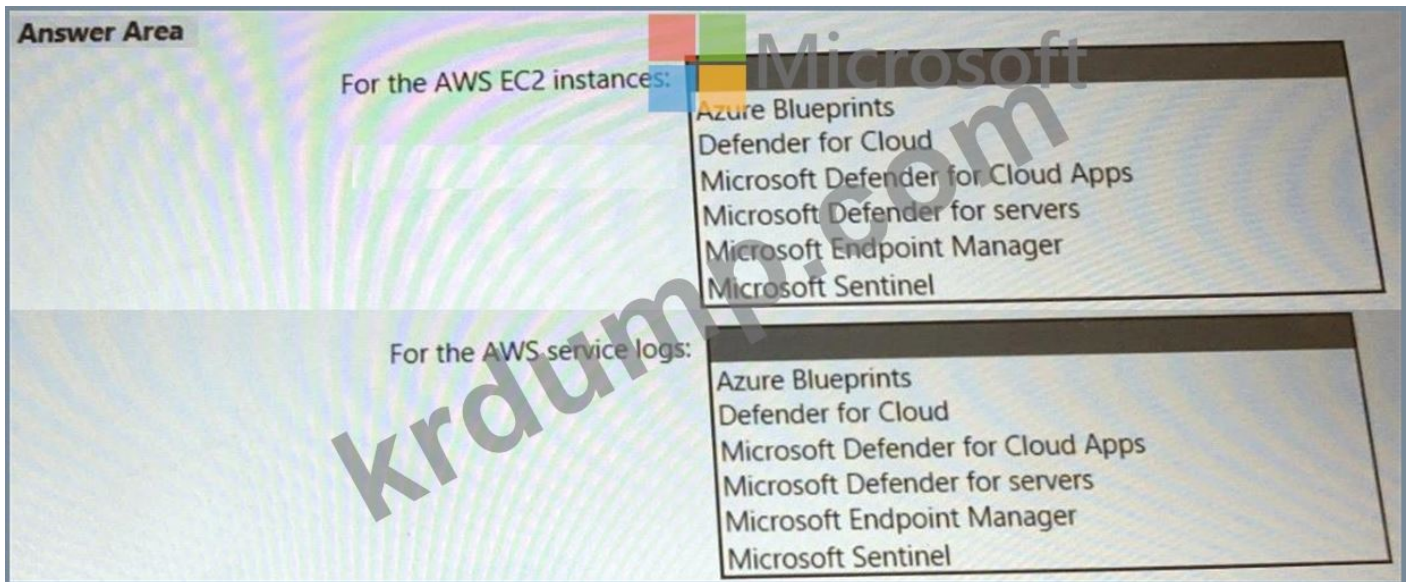 Answer Area
Microsoft
For the AWS EC2 instances:
Azure Blueprints
Defender for Cloud
Microsoft Defender for Cloud Apps
Microsoft Defender for servers
Microsoft Endpoint Manager
Microsoft Sentinel
krdump.com
For the AWS service logs:
Azure Blueprints
Defender for Cloud
Microsoft Defender for Cloud Apps
Microsoft Defender for servers
Microsoft Endpoint Manager
Microsoft Sentinel